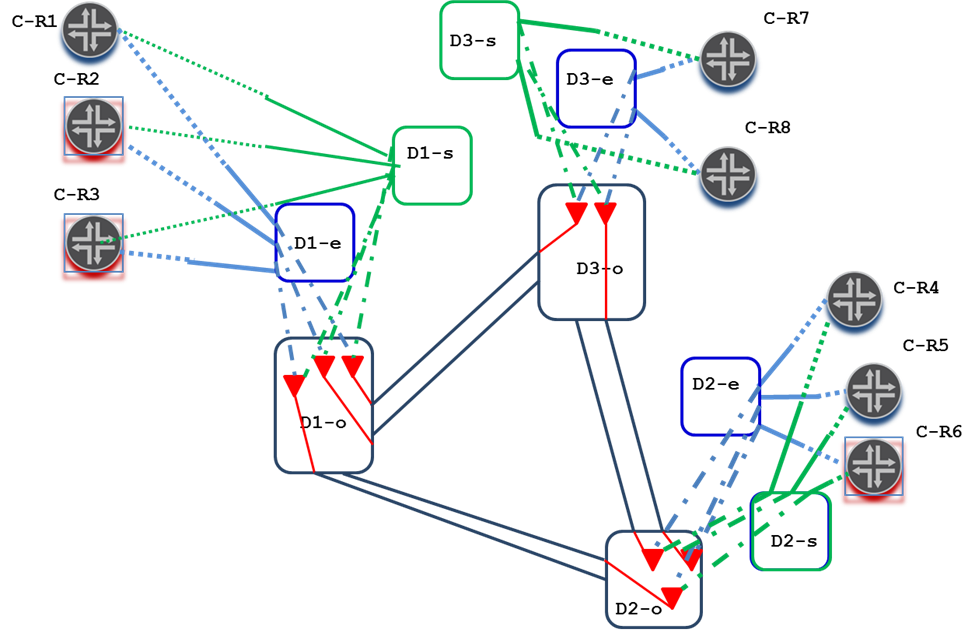 C-R1
C-R2
C-R3
D1-s
D1-e
D1-o
D3-s
D3-e
D3-o
C-R7
C-R8
C-R4
C-R5
C-R6
D2-e
D2-s
D2-o